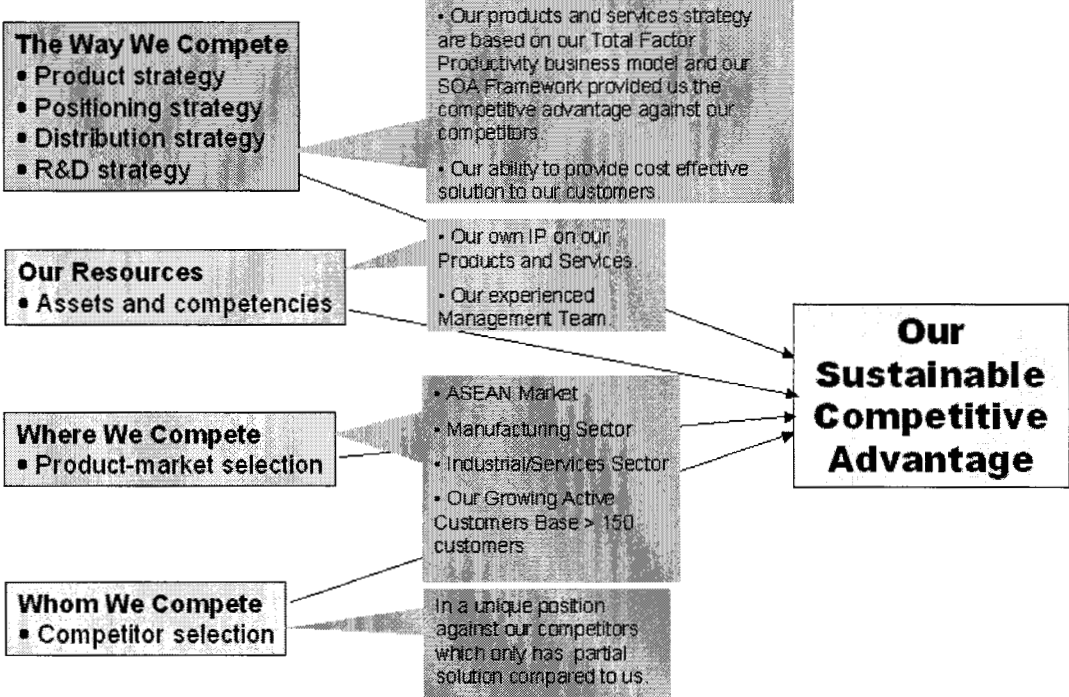 The Way We Compete
• Product strategy
• Positioning strategy
• Distribution strategy
• R&D strategy
• Our products and services strategy
are based on our Total Factor
Productivity business model and our
SOA Framework provided us the
competitive advantage against our
competitors.
• Our ability to provide cost effective
solution to our customers.
Our Resources
• Assets and competencies
• Our own IP on our
Products and Services.
• Our experienced
Management Team.
Where We Compete
• Product-market selection
• ASEAN Market
• Manufacturing Sector
• Industrial/Services Sector
• Our Growing Active
Customers Base > 150
customers
Whom We Compete
• Competitor selection
In a unique position
against our competitors
which only has partial
solution compared to us.
Our
Sustainable
Competitive
Advantage